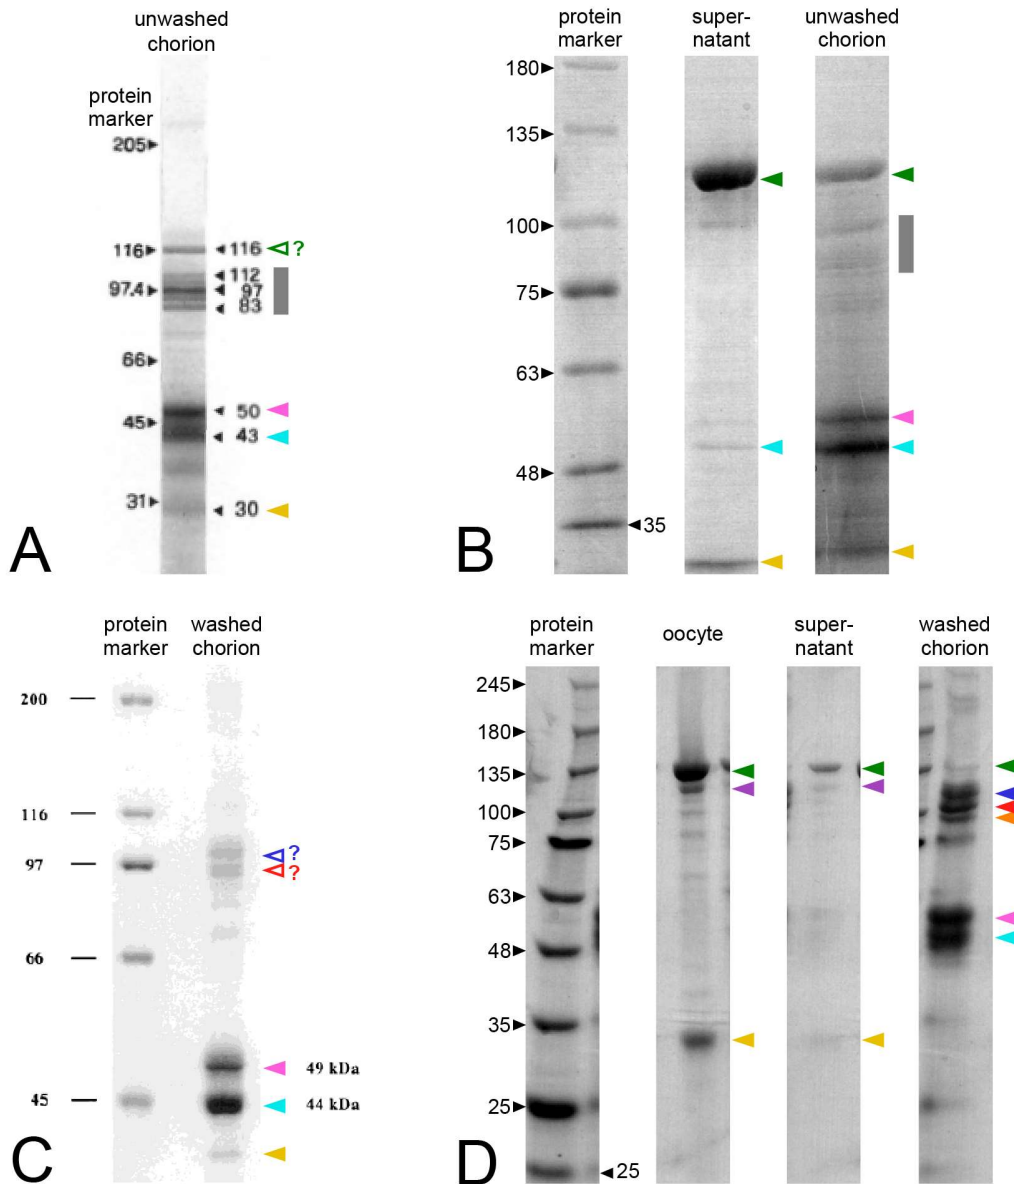 unwashed
chorion
protein
marker
205
116
97.4
66
45
31
116 ?
112
97
83
50
43
30
A
protein
marker
super-
natant
unwashed
chorion
180
135
100
75
63
48
35
B
protein
marker
washed
chorion
200
116
97
66
45
?
?
49 kDa
44 kDa
C
protein
marker
oocyte
super-
natant
washed
chorion
245
180
135
100
75
63
48
35
25
25
D